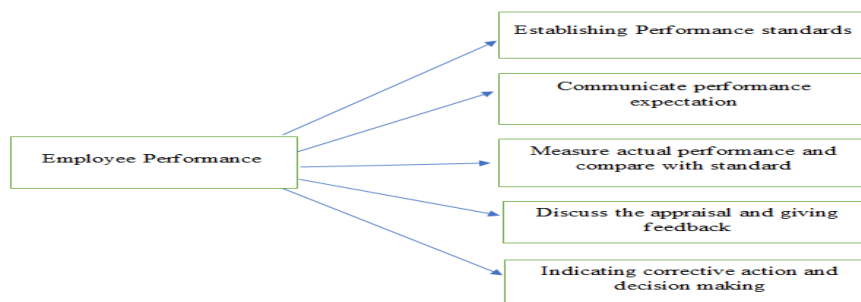 Establishing Performance standards
Communicate performance
expectation
Employee Performance
Measure actual performance and
compare with standard
Discuss the appraisal and giving
feedback
Indicating corrective action and
decision making